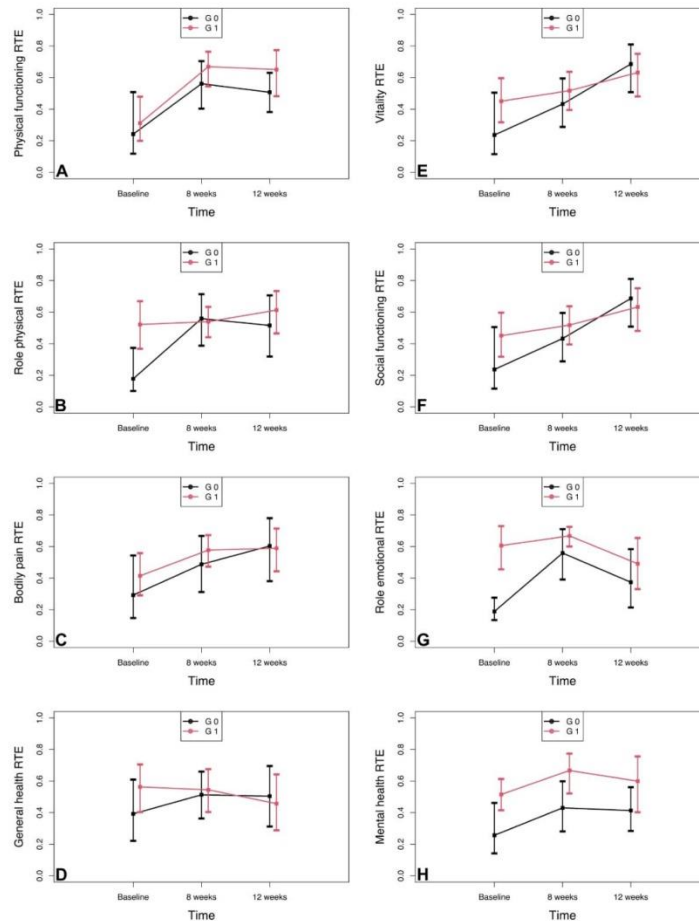 Physical functioning RTE
1.0
0.8
0.6
0.4
0.2
0.0
G 0
G 1
A
Baseline
8 weeks
12 weeks
Time
Vitality RTE
1.0
0.8
0.6
0.4
0.2
0.0
G 0
G 1
E
Baseline
8 weeks
12 weeks
Time
Role physical RTE
1.0
0.8
0.6
0.4
0.2
0.0
G 0
G 1
B
Baseline
8 weeks
12 weeks
Time
Social functioning RTE
1.0
0.8
0.6
0.4
0.2
0.0
G 0
G 1
F
Baseline
8 weeks
12 weeks
Time
Bodily pain RTE
1.0
0.8
0.6
0.4
0.2
0.0
G 0
G 1
C
Baseline
8 weeks
12 weeks
Time
Role emotional RTE
1.0
0.8
0.6
0.4
0.2
0.0
G 0
G 1
G
Baseline
8 weeks
12 weeks
Time
General health RTE
1.0
0.8
0.6
0.4
0.2
0.0
G 0
G 1
D
Baseline
8 weeks
12 weeks
Time
Mental health RTE
1.0
0.8
0.6
0.4
0.2
0.0
G 0
G 1
H
Baseline
8 weeks
12 weeks
Time